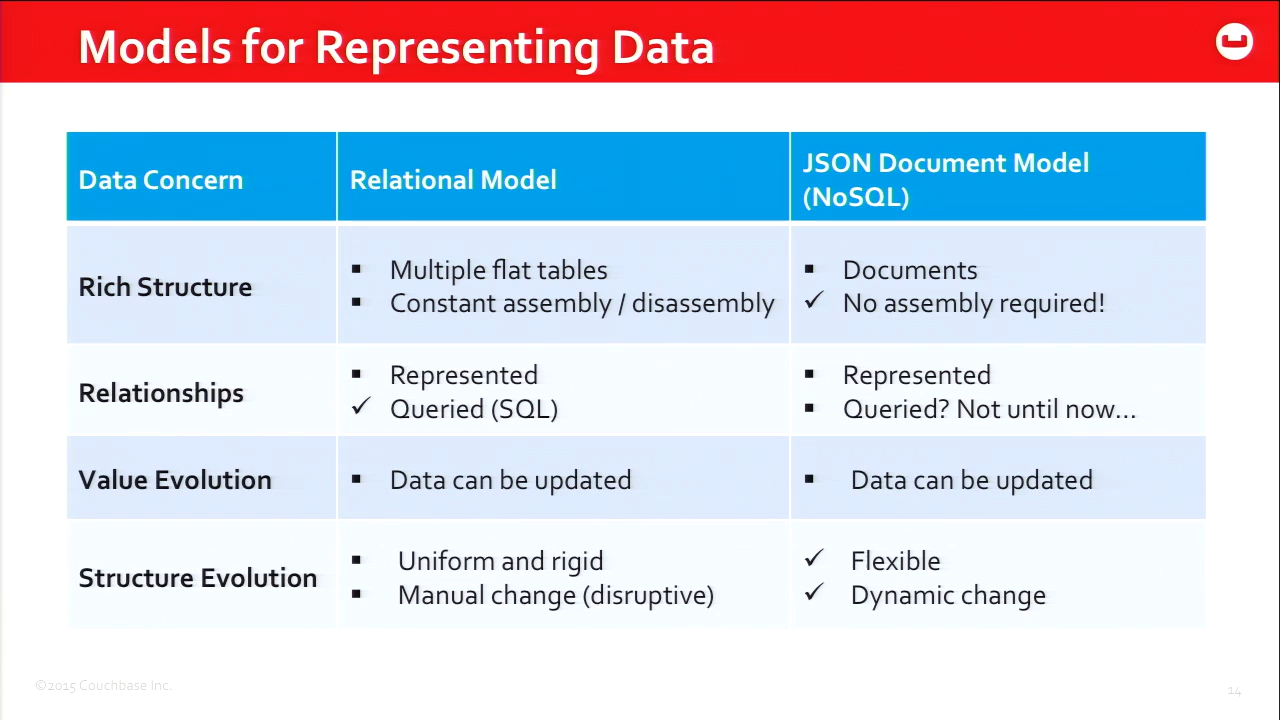 Models for Representing Data
Data Concern
Relational Model
JSON Document Model
(NoSQL)
Rich Structure
▪ Multiple flat tables
▪ Constant assembly / disassembly
▪ Documents
✓ No assembly required!
Relationships
▪ Represented
✓ Queried (SQL)
▪ Represented
▪ Queried? Not until now...
Value Evolution
▪ Data can be updated
▪ Data can be updated
Structure Evolution
▪ Uniform and rigid
▪ Manual change (disruptive)
✓ Flexible
✓ Dynamic change
©2015 Couchbase Inc.
14